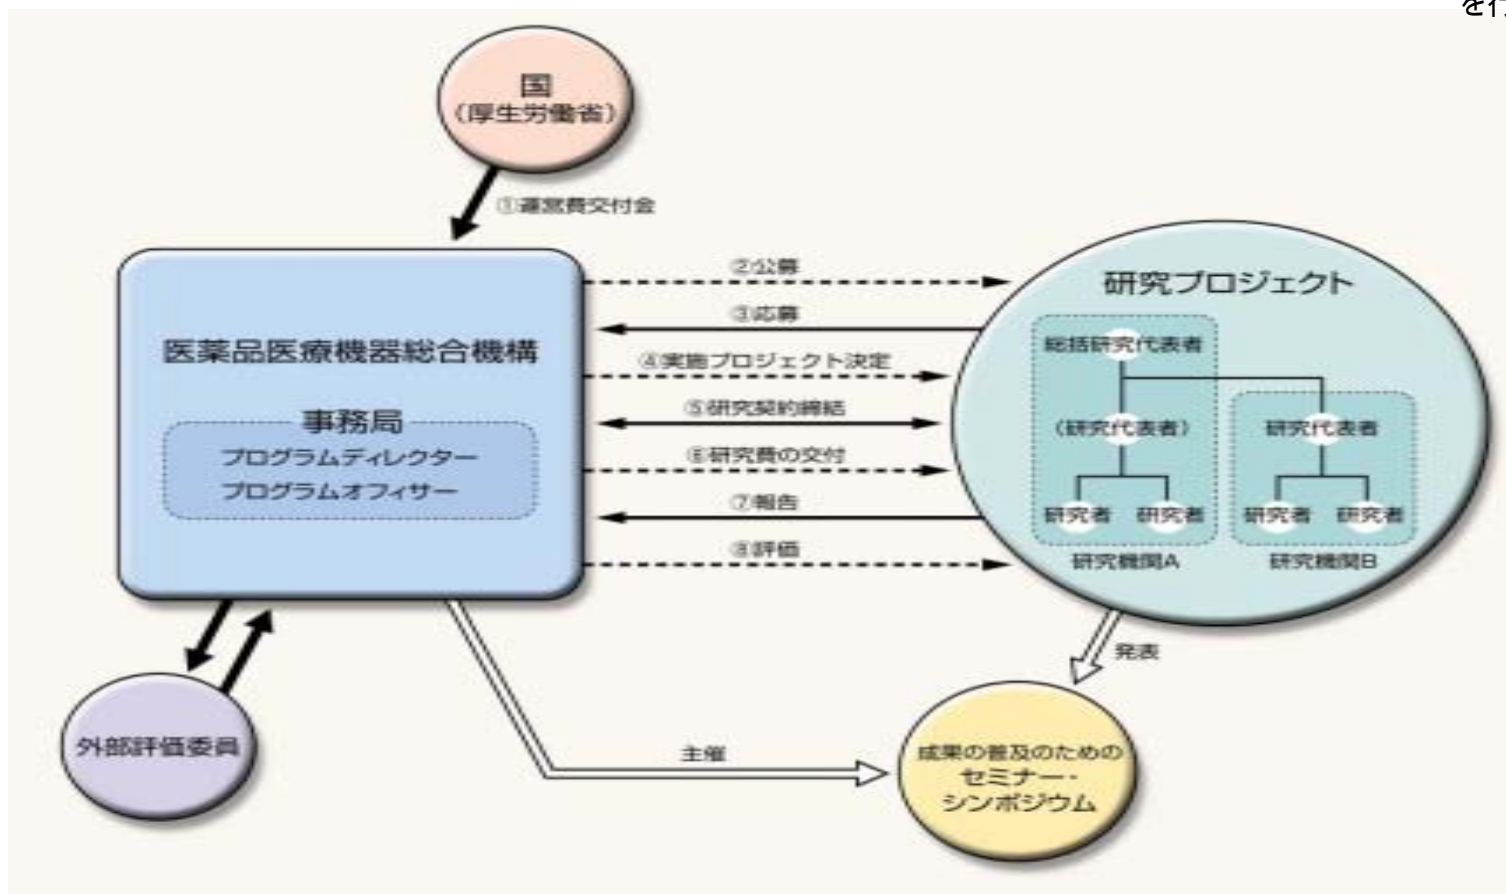 を行
国
(厚生労働省)
①運営費交付金
医薬品医療機器総合機構
事務局
プログラムディレクター
プログラムオフィサー
②公募
③応募
④実施プロジェクト決定
⑤研究契約締結
⑥研究費の交付
⑦報告
⑧評価
研究プロジェクト
総括研究代表者
(研究代表者)
研究代表者
研究者 研究者
研究者 研究者
研究機関A
研究機関B
発表
主催
外部評価委員
成果の普及のための
セミナー・
シンポジウム